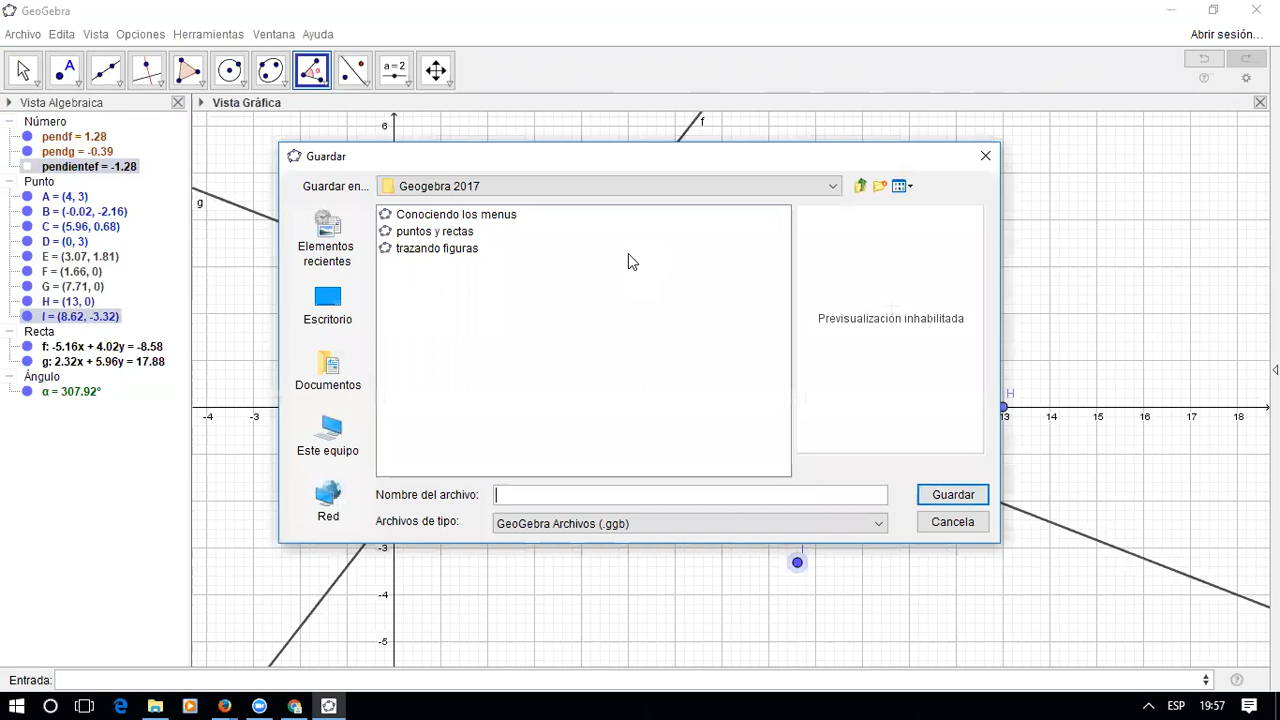 GeoGebra
Archivo Edita Vista Opciones Herramientas Ventana Ayuda
Abrir sesión...
A
a=2
Vista Algebraica
Vista Gráfica
Número
pendf = 1.28
pendg = -0.39
pendientef = -1.28
Punto
A = (4, 3)
B = (-0.02, -2.16)
C = (5.96, 0.68)
D = (0, 3)
E = (3.07, 1.81)
F = (1.66, 0)
G = (7.71, 0)
H = (13, 0)
I = (8.62, -3.32)
Recta
f: -5.16x + 4.02y = -8.58
g: 2.32x + 5.96y = 17.88
Ángulo
α = 307.92°
6
f
g
Guardar
Guardar en...
Geogebra 2017
Conociendo los menus
puntos y rectas
trazando figuras
Elementos
recientes
Escritorio
Documentos
Este equipo
Red
Previsualización inhabilitada
Nombre del archivo:
Guardar
Archivos de tipo:
GeoGebra Archivos (.ggb)
Cancela
H
-4 -3 13 14 15 16 17 18
-3
-4
-5
Entrada:
ESP 19:57